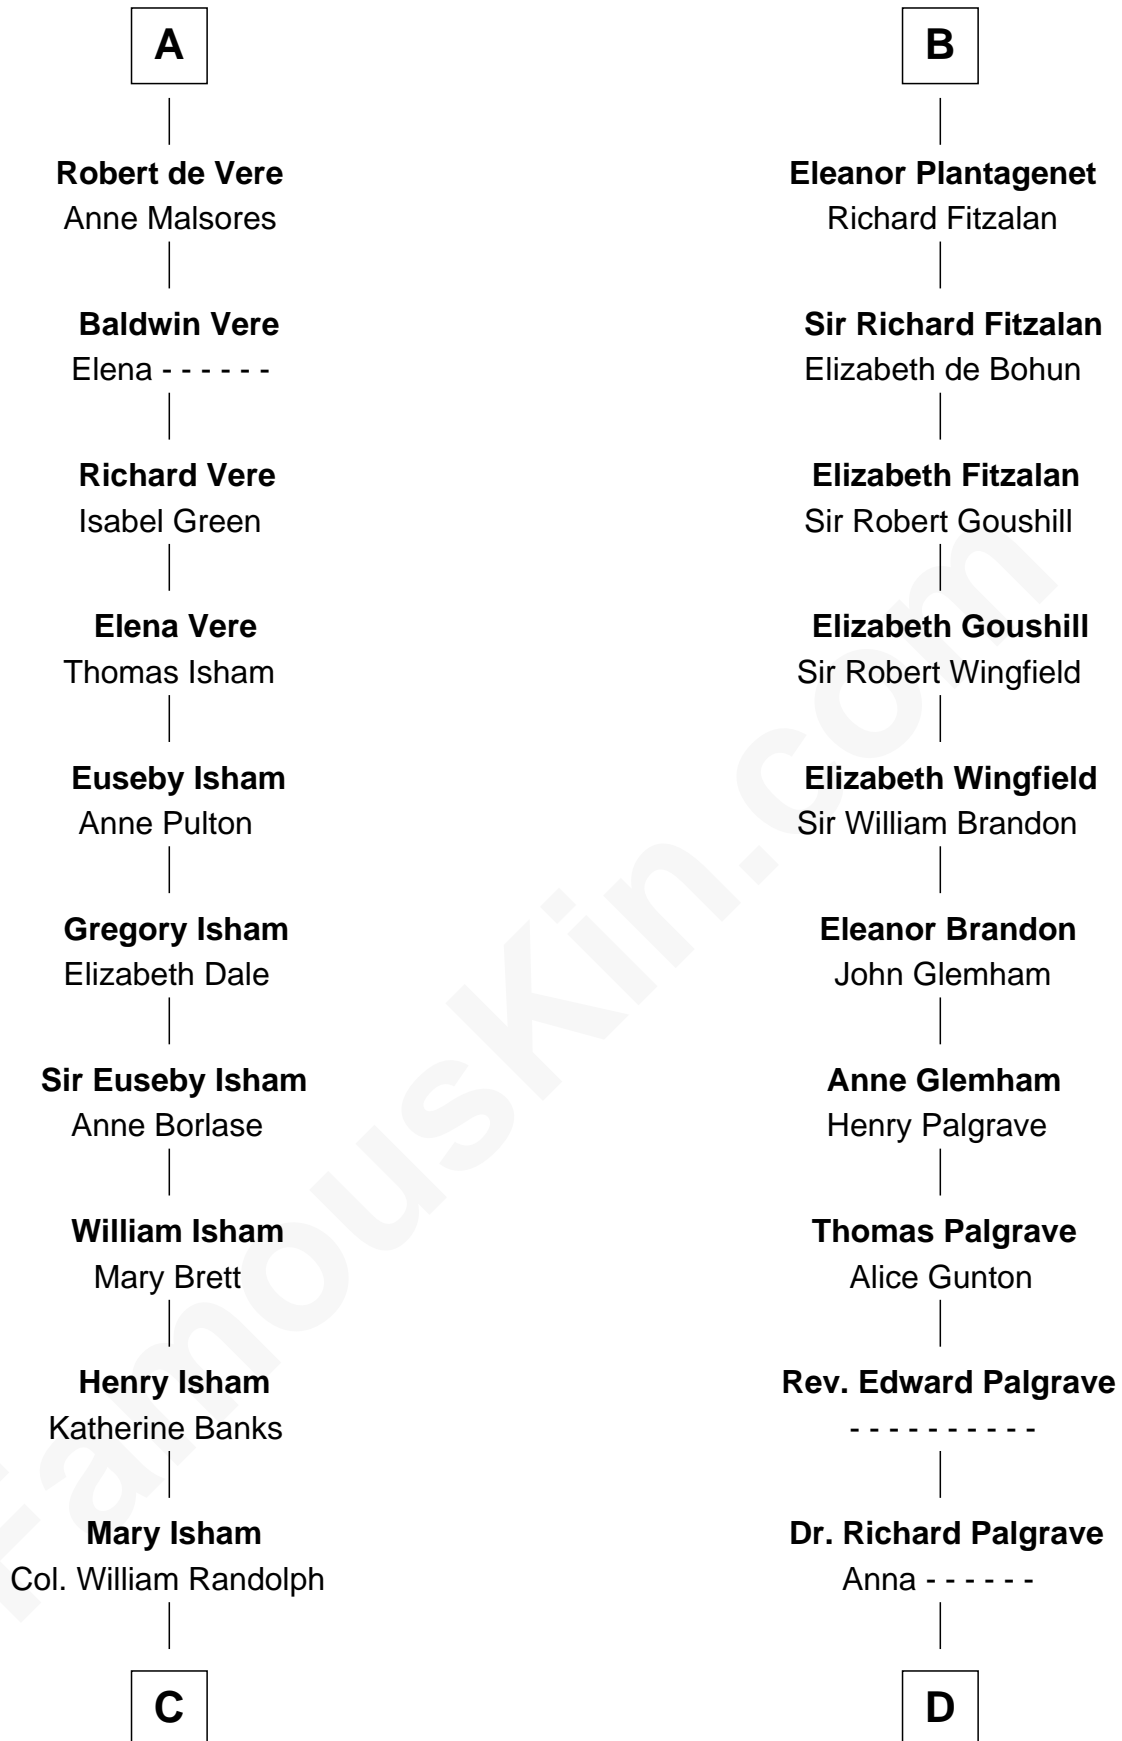 A
Robert de Vere
Anne Malsores
Baldwin Vere
Elena - - - - - -
Richard Vere
Isabel Green
Elena Vere
Thomas Isham
Euseby Isham
Anne Pulton
Gregory Isham
Elizabeth Dale
Sir Euseby Isham
Anne Borlase
William Isham
Mary Brett
Henry Isham
Katherine Banks
Mary Isham
Col. William Randolph
C
B
Eleanor Plantagenet
Richard Fitzalan
Sir Richard Fitzalan
Elizabeth de Bohun
Elizabeth Fitzalan
Sir Robert Goushill
Elizabeth Goushill
Sir Robert Wingfield
Elizabeth Wingfield
Sir William Brandon
Eleanor Brandon
John Glemham
Anne Glemham
Henry Palgrave
Thomas Palgrave
Alice Gunton
Rev. Edward Palgrave
- - - - - - - - - -
Dr. Richard Palgrave
Anna - - - - - -
D
FamousKin.com